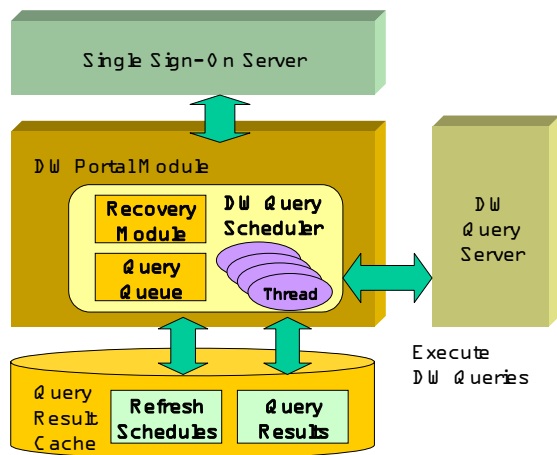 Single Sign-On Server
DW Portal Module
Recovery
Module
DW Query
Scheduler
Query
Queue
Thread
DW
Query
Server
Execute
DW Queries
Query
Result
Cache
Refresh
Schedules
Query
Results